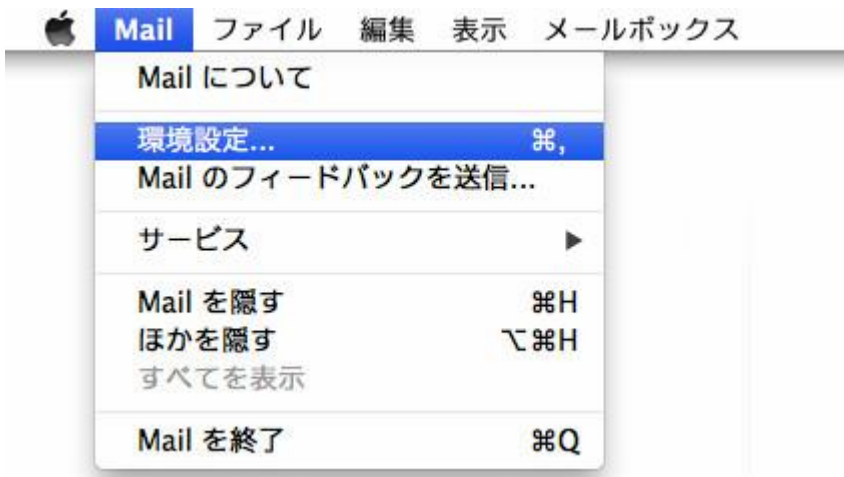 Mail ファイル 編集 表示 メールボックス
Mail について
環境設定... ⌘,
Mail のフィードバックを送信...
サービス ▶
Mail を隠す ⌘H
ほかを隠す ⌥⌘H
すべてを表示
Mail を終了 ⌘Q